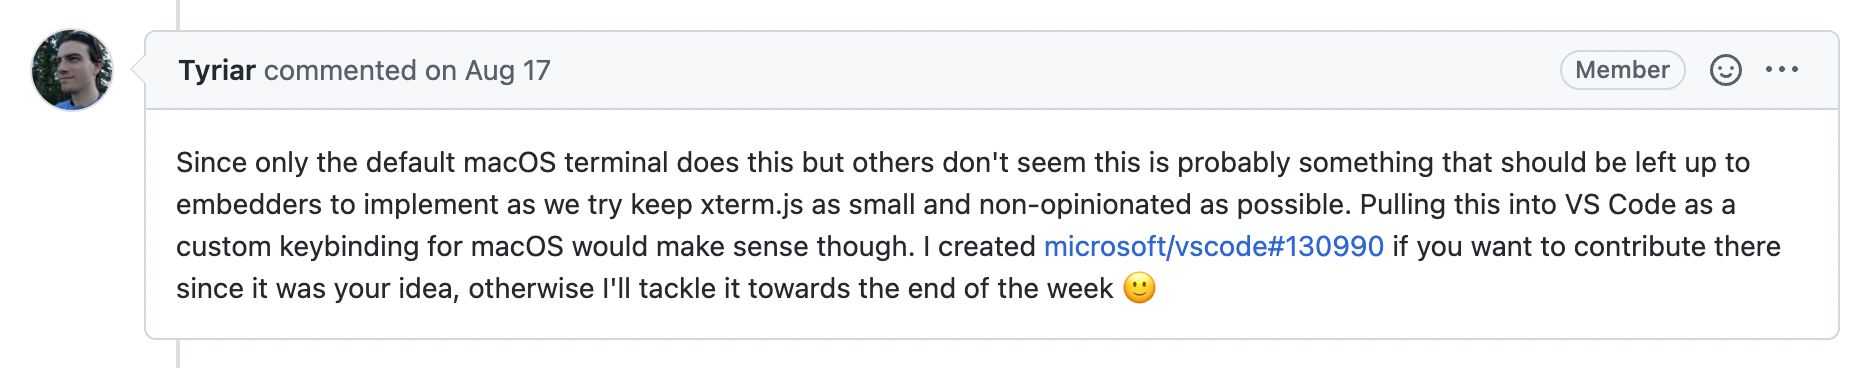 Tyriar commented on Aug 17
Member
Since only the default macOS terminal does this but others don't seem this is probably something that should be left up to
embedders to implement as we try keep xterm.js as small and non-opinionated as possible. Pulling this into VS Code as a
custom keybinding for macOS would make sense though. I created microsoft/vscode#130990 if you want to contribute there
since it was your idea, otherwise I'll tackle it towards the end of the week 🙂